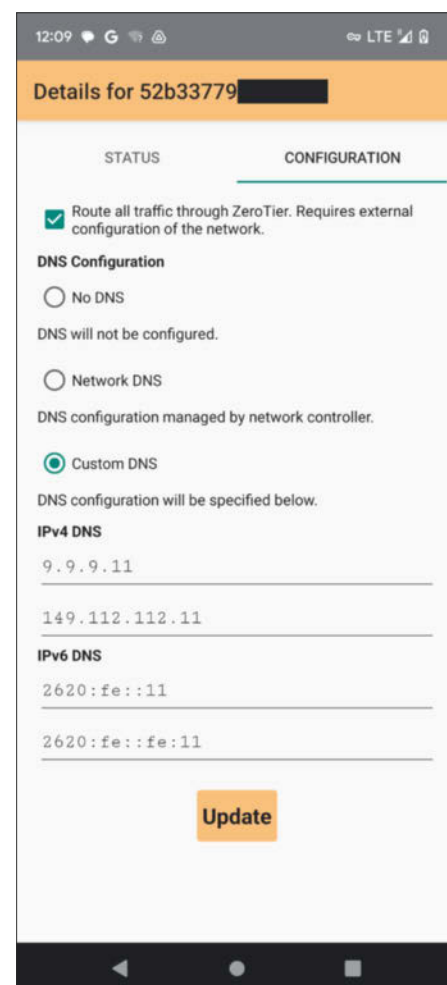 12:09 G LTE
Details for 52b33779
STATUS CONFIGURATION
Route all traffic through ZeroTier. Requires external
configuration of the network.
DNS Configuration
No DNS
DNS will not be configured.
Network DNS
DNS configuration managed by network controller.
Custom DNS
DNS configuration will be specified below.
IPv4 DNS
9.9.9.11
149.112.112.11
IPv6 DNS
2620:fe::11
2620:fe::fe:11
Update